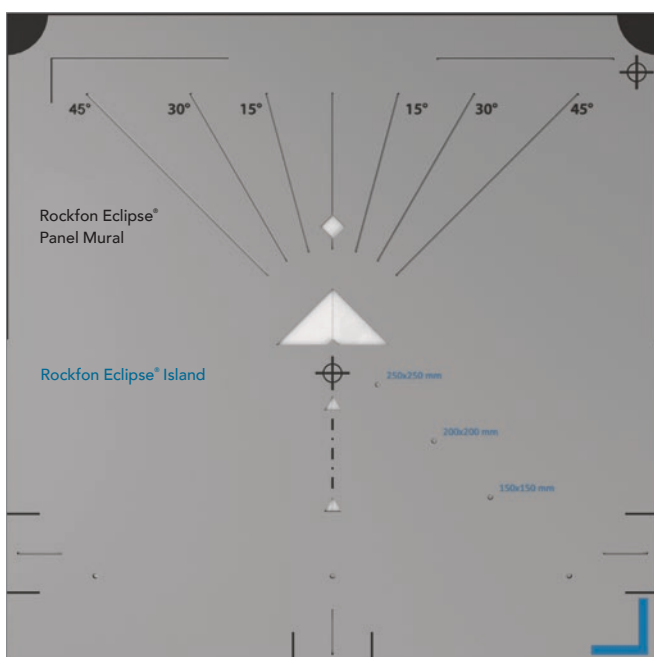 45° 30° 15° 15° 30° 45°
Rockfon Eclipse®
Panel Mural
Rockfon Eclipse® Island
250x250 mm
200x200 mm
150x150 mm